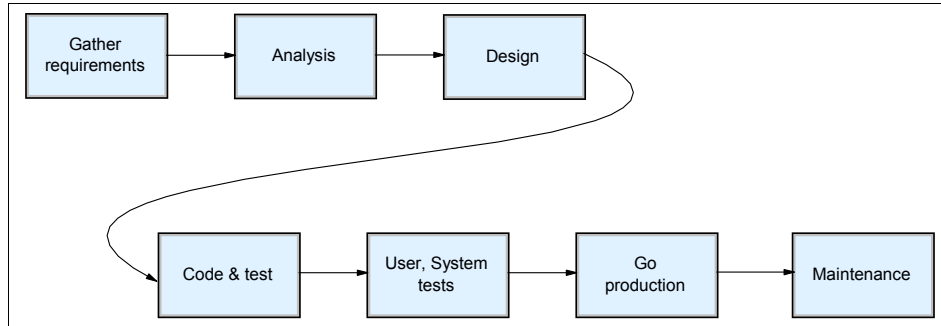 Gather
requirements
Analysis
Design
Code & test
User, System
tests
Go
production
Maintenance